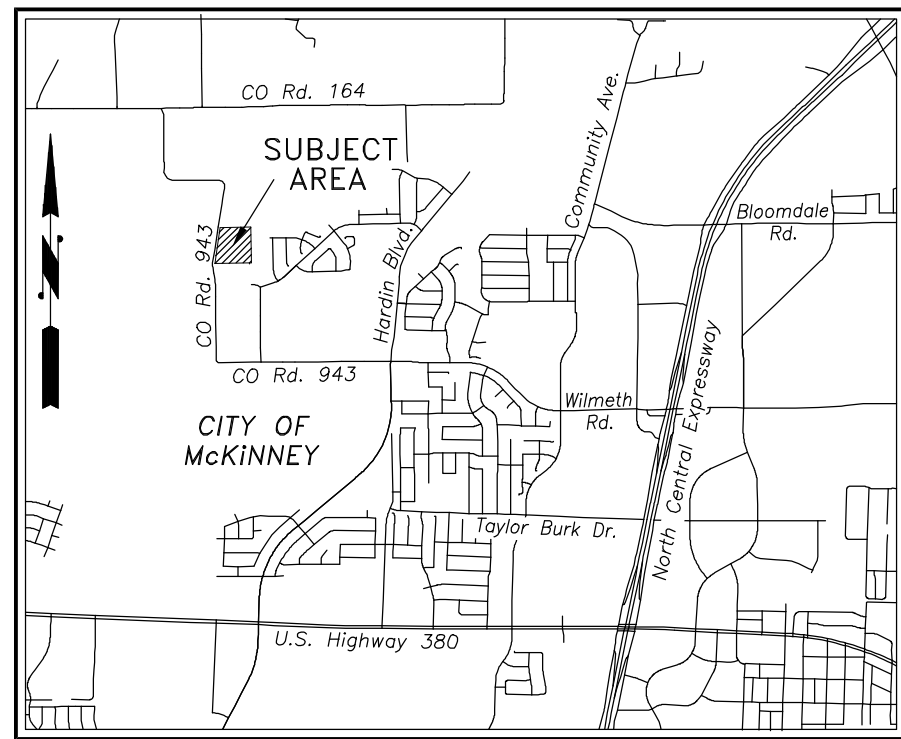 CO Rd. 164
Community Ave.
SUBJECT
AREA
Bloomdale
Rd.
CO Rd. 943
Hardin Blvd.
N
CO Rd. 943
Wilmeth
Rd.
CITY OF
McKiNNEY
North Central Expressway
Taylor Burk Dr.
U.S. Highway 380